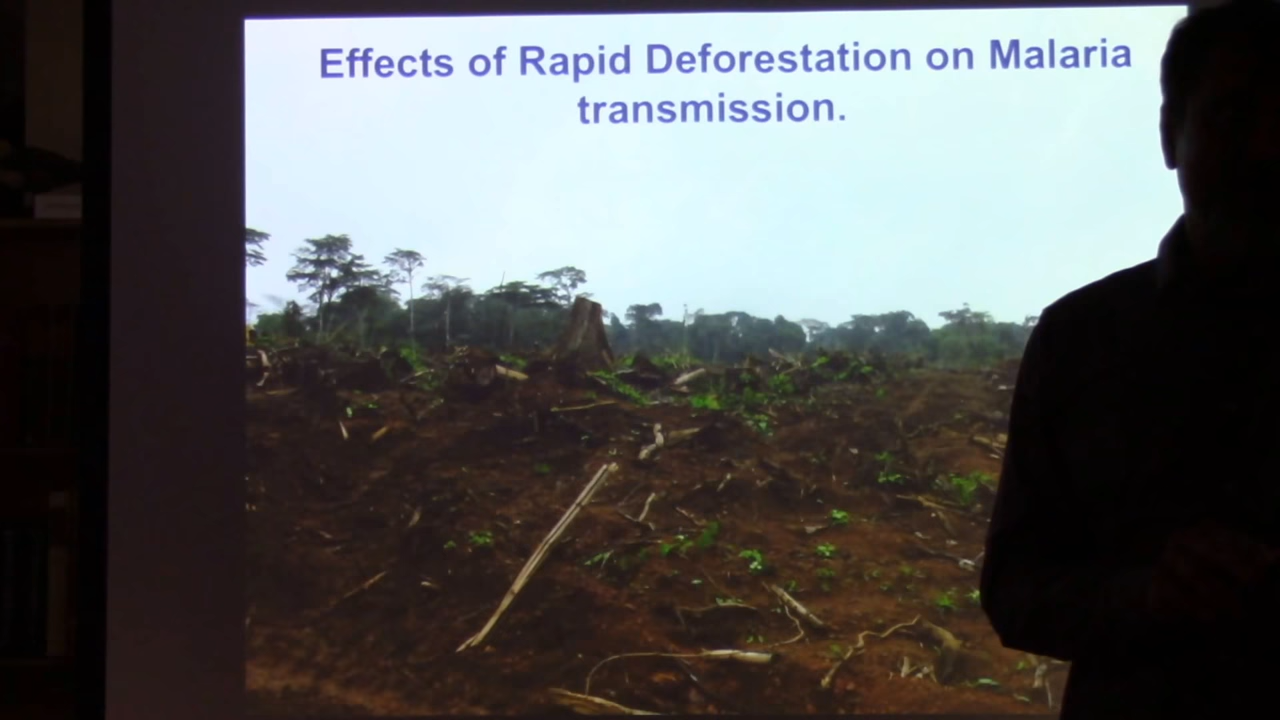 Effects of Rapid Deforestation on Malaria
transmission.